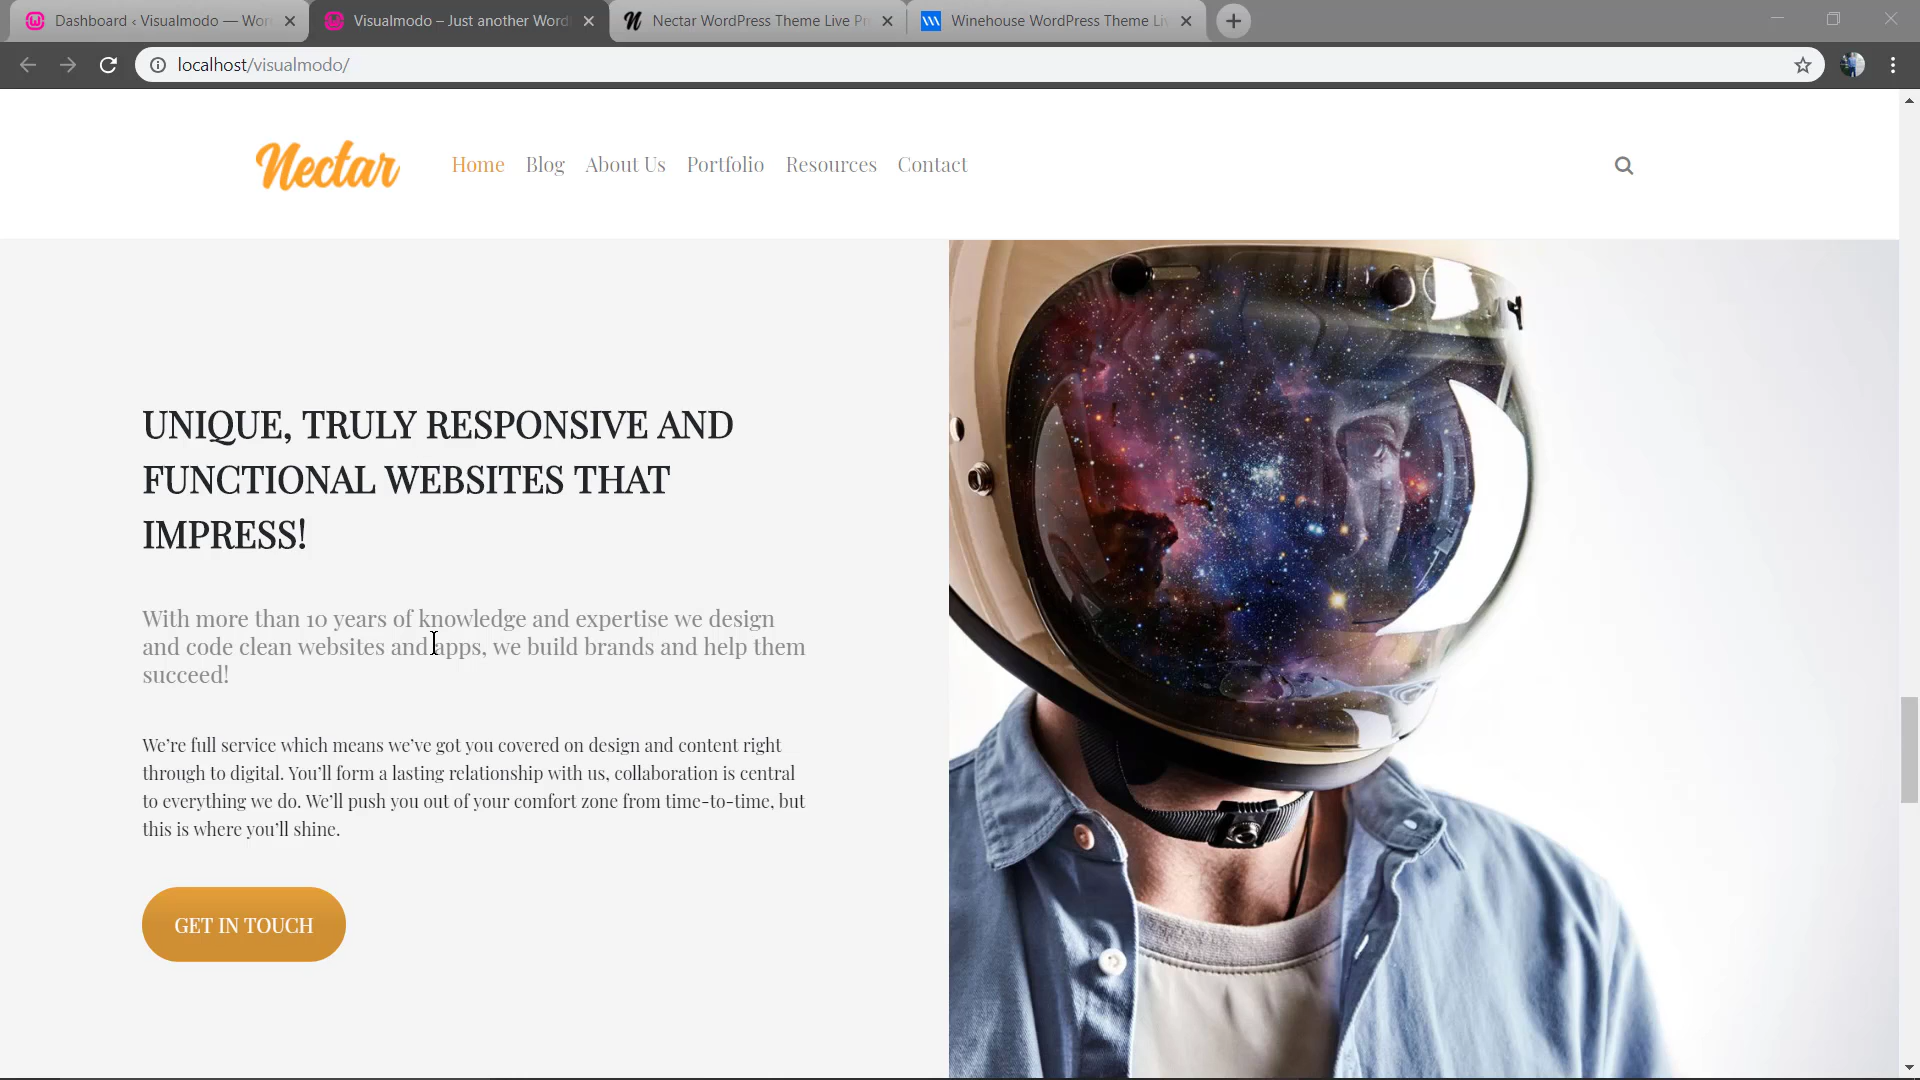 Dashboard ‹ Visualmodo — Wor
Visualmodo – Just another Word
Nectar WordPress Theme Live Pr
Winehouse WordPress Theme Liv
localhost/visualmodo/
Nectar
Home Blog About Us Portfolio Resources Contact
UNIQUE, TRULY RESPONSIVE AND
FUNCTIONAL WEBSITES THAT
IMPRESS!
With more than 10 years of knowledge and expertise we design
and code clean websites and apps, we build brands and help them
succeed!
We’re full service which means we’ve got you covered on design and content right
through to digital. You’ll form a lasting relationship with us, collaboration is central
to everything we do. We’ll push you out of your comfort zone from time-to-time, but
this is where you’ll shine.
GET IN TOUCH